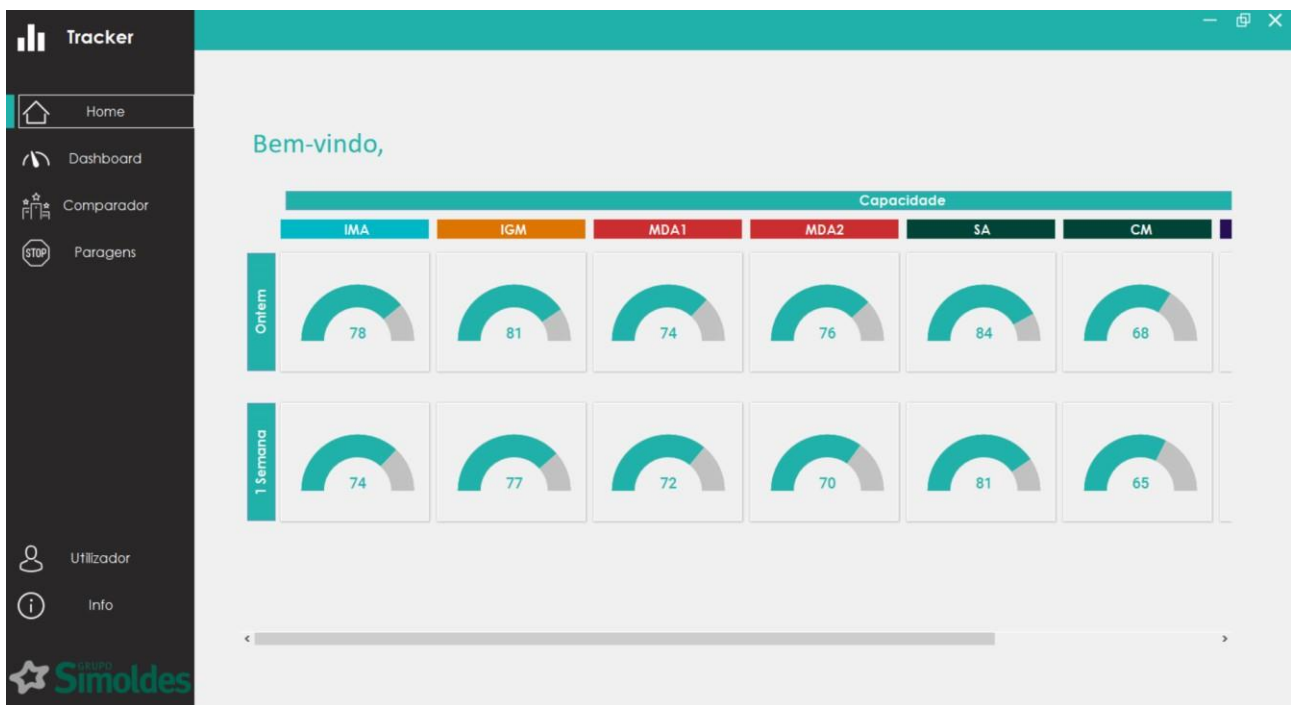 Tracker
Home
Dashboard
Comparador
STOP
Paragens
Utilizador
Info
GRUPO
Simoldes
Bem-vindo,
Capacidade
IMA IGM MDA1 MDA2 SA CM
Ontem
78 81 74 76 84 68
1 Semana
74 77 72 70 81 65